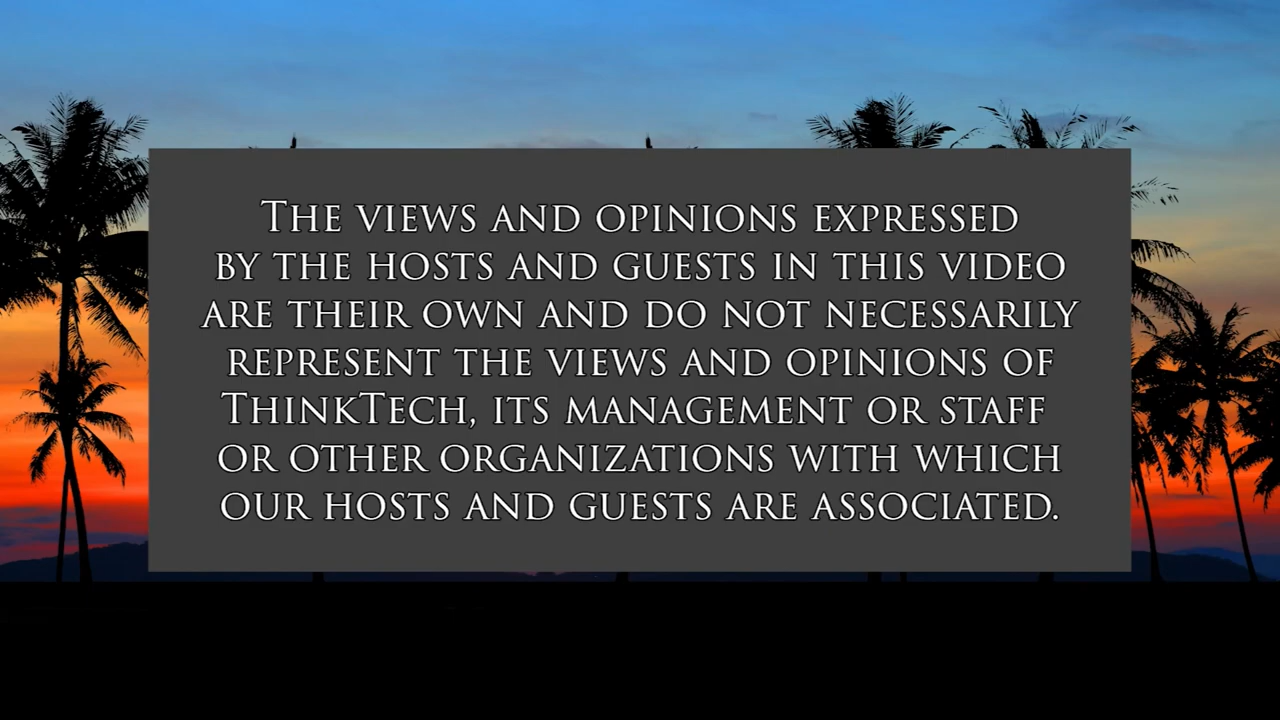 The views and opinions expressed
by the hosts and guests in this video
are their own and do not necessarily
represent the views and opinions of
ThinkTech, its management or staff
or other organizations with which
our hosts and guests are associated.